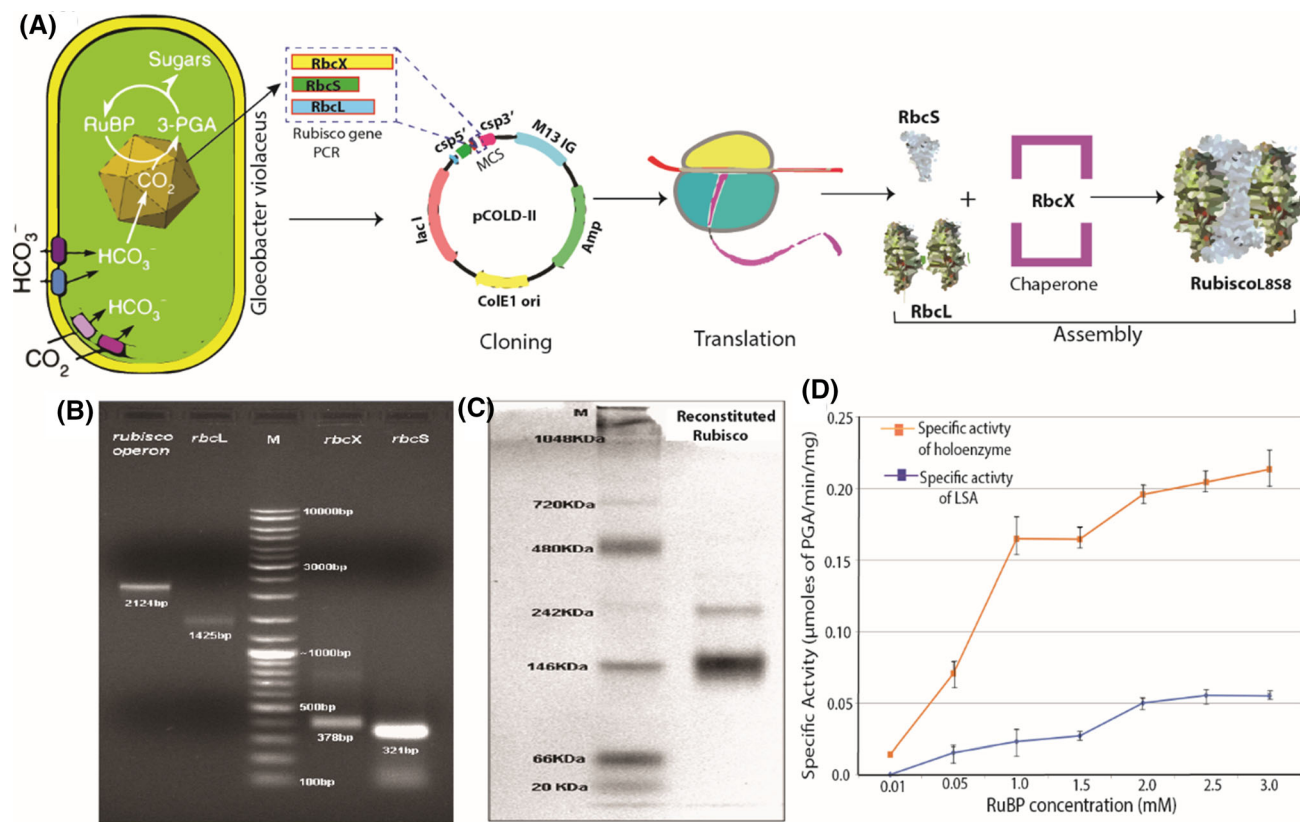 (A)
Sugars
RuBP
3-PGA
CO2
HCO3−
HCO3−
HCO3−
CO2
Gloeobacter violaceus
RbcX
RbcS
RbcL
Rubisco gene
PCR
csp5'
csp3'
MCS
M13 IG
lac I
pCOLD-II
Amp
ColE1 ori
Cloning
Translation
RbcS
+
RbcL
RbcX
Chaperone
RubiscoL8S8
Assembly
(B)
rubisco
operon
rbcL
M
rbcX
rbcS
10000bp
3000bp
2124bp
1425bp
~1000bp
500bp
378bp
321bp
100bp
(C)
M
Reconstituted
Rubisco
1048KDa
720KDa
480KDa
242KDa
146KDa
66KDa
20 KDa
(D)
Specific activty
of holoenzyme
Specific activty
of LSA
Specific Actvity (µmoles of PGA/min/mg)
0.25
0.20
0.15
0.10
0.05
0.0
0.01
0.05
1.0
1.5
2.0
2.5
3.0
RuBP concentration (mM)